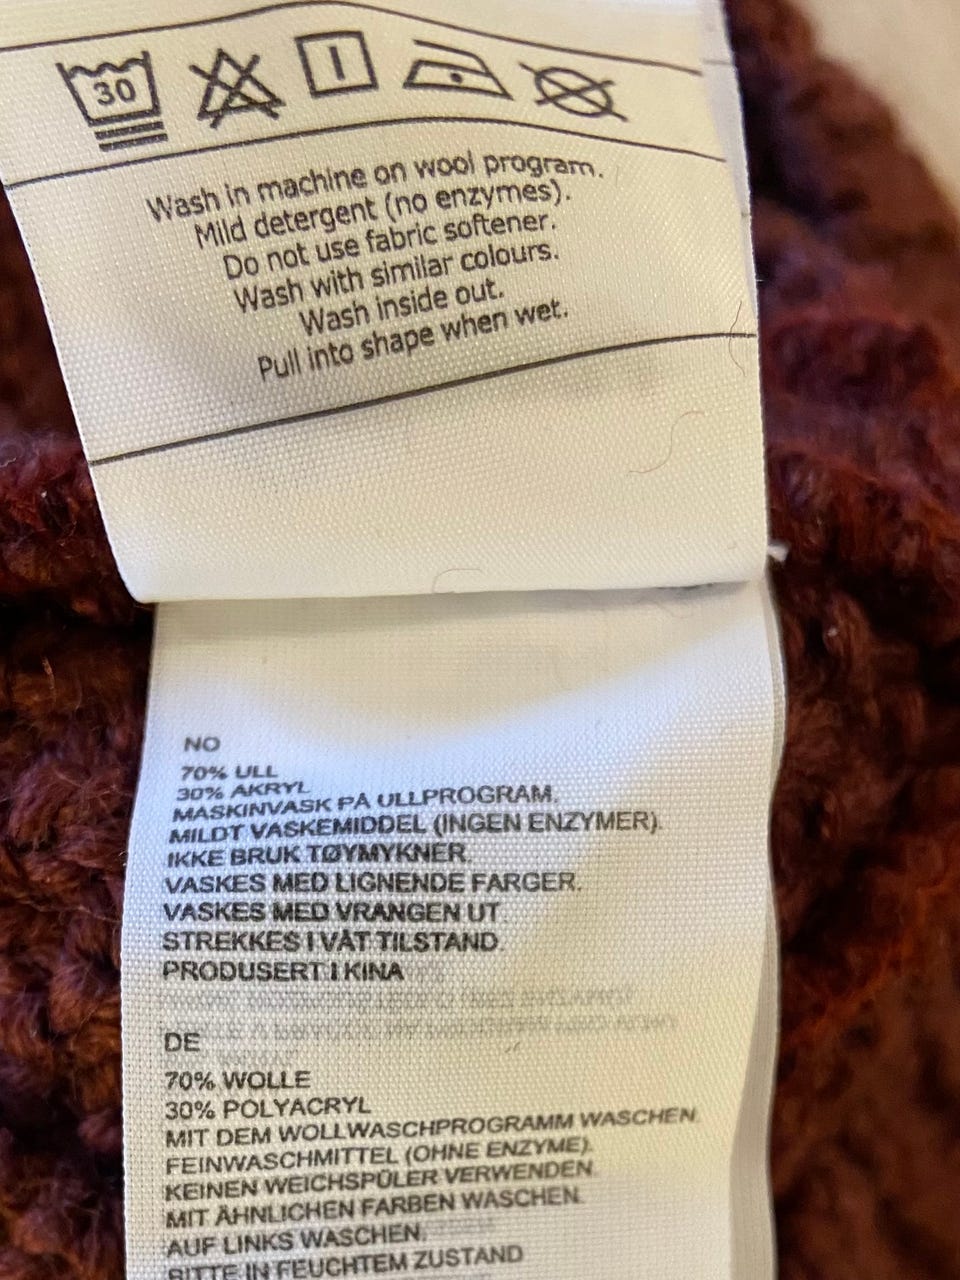 30
Wash in machine on wool program.
Mild detergent (no enzymes).
Do not use fabric softener.
Wash with similar colours.
Wash inside out.
Pull into shape when wet.
NO
70% ULL
30% AKRYL
MASKINVASK PÅ ULLPROGRAM.
MILDT VASKEMIDDEL (INGEN ENZYMER).
IKKE BRUK TØYMYKNER.
VASKES MED LIGNENDE FARGER.
VASKES MED VRANGEN UT.
STREKKES I VÅT TILSTAND.
PRODUSERT I KINA
DE
70% WOLLE
30% POLYACRYL
MIT DEM WOLLWASCHPROGRAMM WASCHEN.
FEINWASCHMITTEL (OHNE ENZYME).
KEINEN WEICHSPÜLER VERWENDEN.
MIT ÄHNLICHEN FARBEN WASCHEN.
AUF LINKS WASCHEN.
BITTE IN FEUCHTEM ZUSTAND